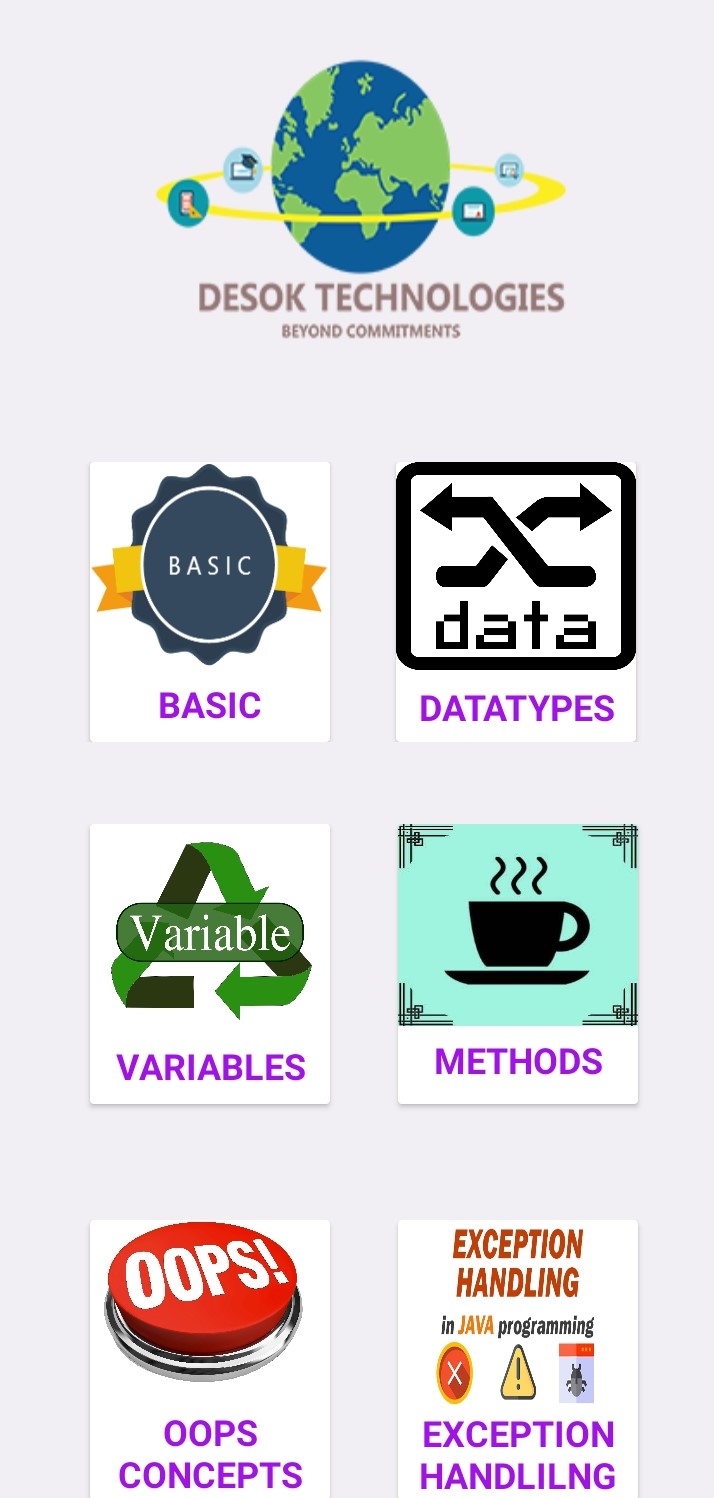 DESOK TECHNOLOGIES
BEYOND COMMITMENTS
BASIC
data
BASIC
DATATYPES
Variable
VARIABLES
METHODS
OOPS!
EXCEPTION
HANDLING
in JAVA programming
OOPS
CONCEPTS
EXCEPTION
HANDLILNG